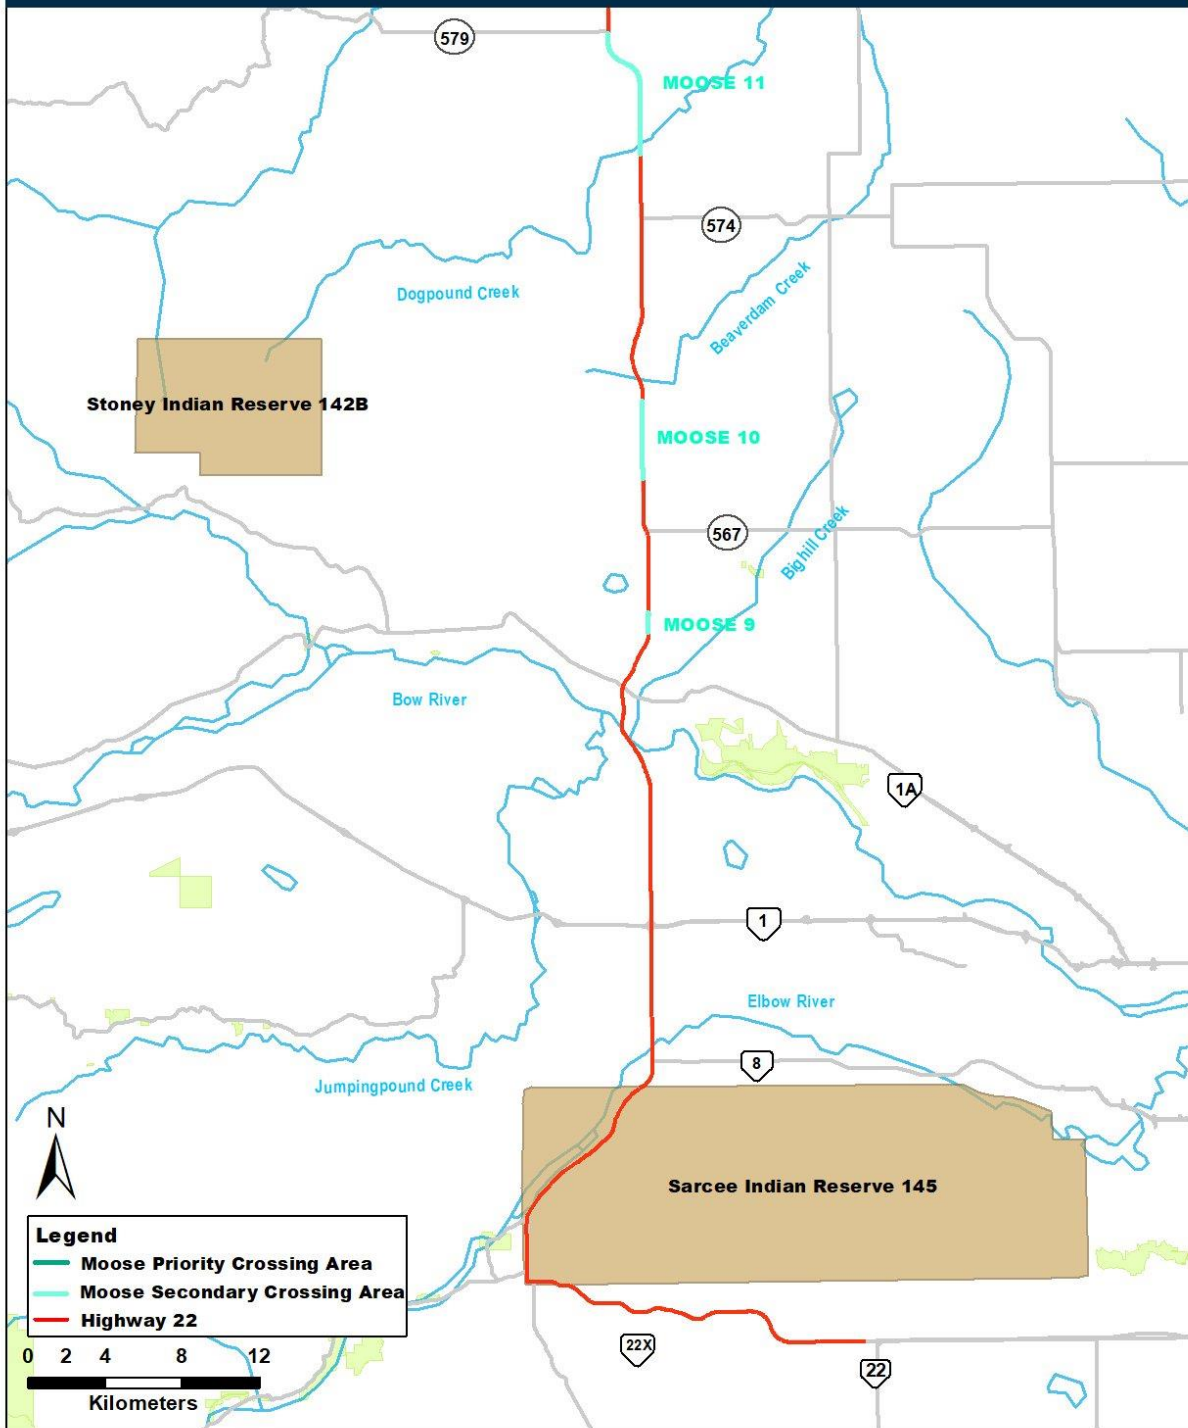 579
MOOSE 11
574
Beaverdam Creek
Dogpound Creek
Stoney Indian Reserve 142B
MOOSE 10
567
Bighill Creek
MOOSE 9
Bow River
1A
1
Elbow River
8
Jumpingpound Creek
N
Sarcee Indian Reserve 145
Legend
Moose Priority Crossing Area
Moose Secondary Crossing Area
Highway 22
22X
22
0 2 4 8 12
Kilometers